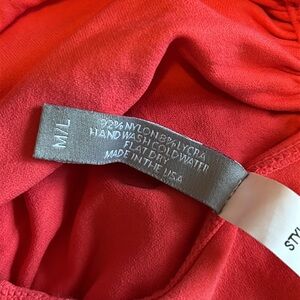 M/L
92% NYLON 8% LYCRA
HAND WASH COLD WATER
FLAT DRY
MADE IN THE USA